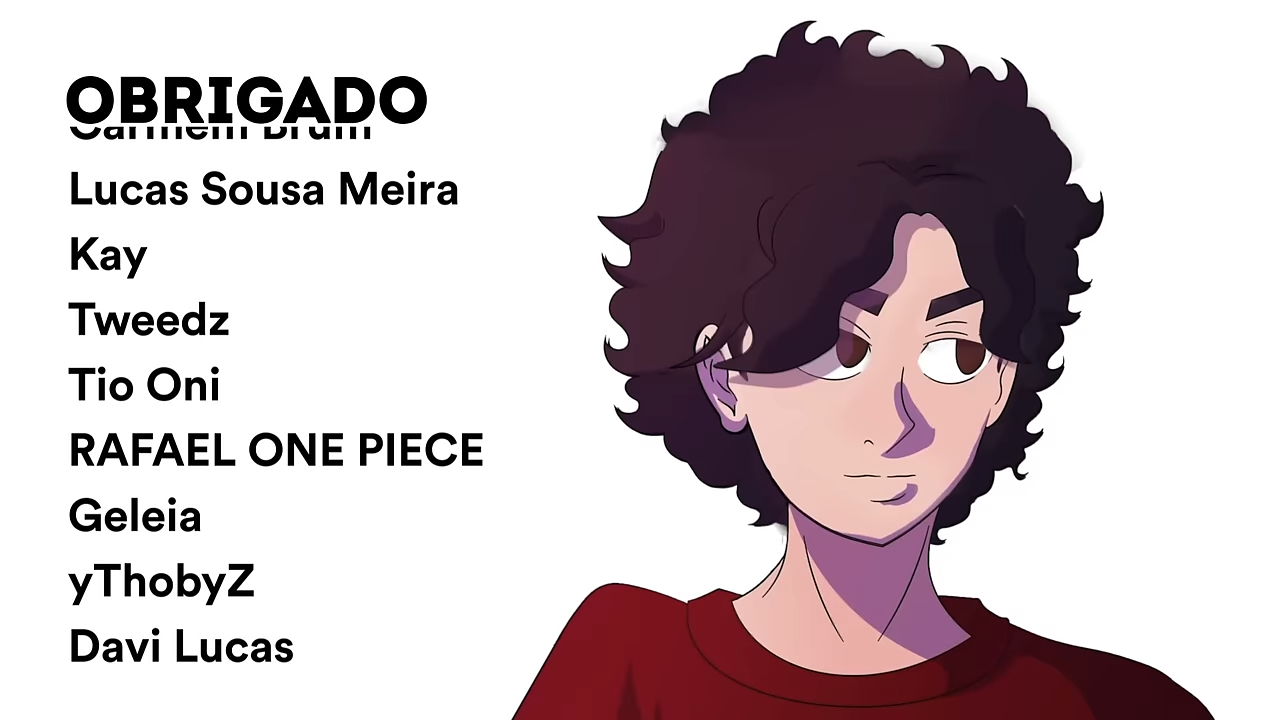 OBRIGADO
Lucas Sousa Meira
Kay
Tweedz
Tio Oni
RAFAEL ONE PIECE
Geleia
yThobyZ
Davi Lucas